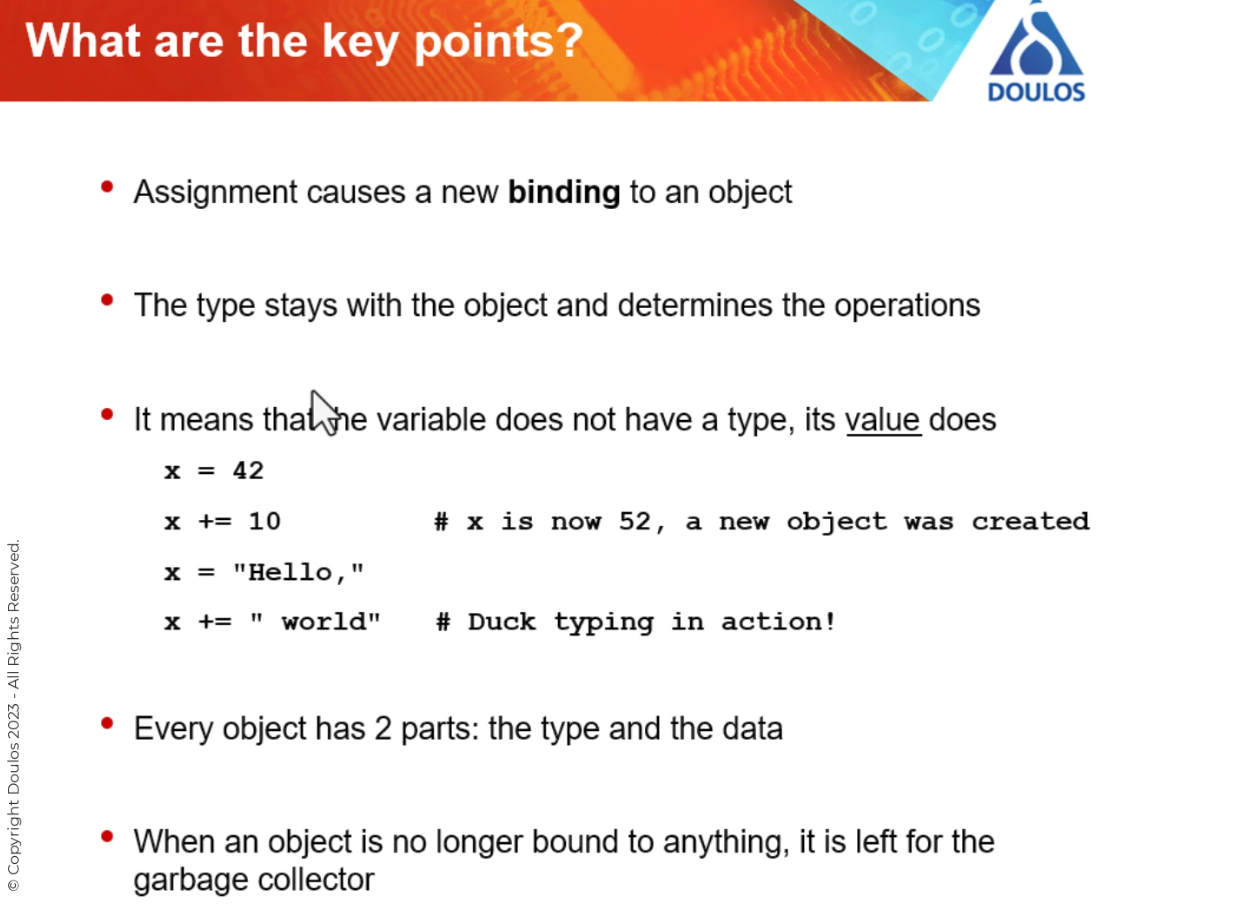 What are the key points?
DOULOS
• Assignment causes a new binding to an object
• The type stays with the object and determines the operations
• It means that the variable does not have a type, its value does
x = 42
x += 10 # x is now 52, a new object was created
x = "Hello,"
x += " world" # Duck typing in action!
• Every object has 2 parts: the type and the data
• When an object is no longer bound to anything, it is left for the
garbage collector
© Copyright Doulos 2023 - All Rights Reserved.